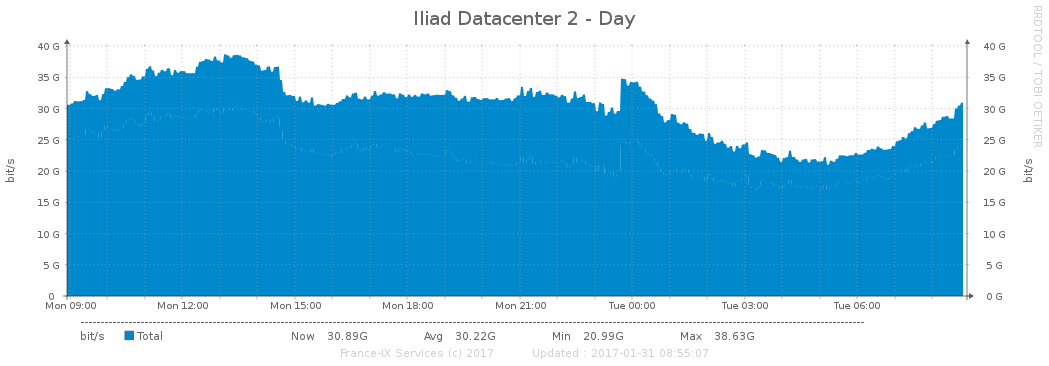 Iliad Datacenter 2 - Day
RRDTOOL / TOBI OETIKER
40 G 40 G
35 G 35 G
30 G 30 G
25 G 25 G
20 G 20 G
15 G 15 G
10 G 10 G
5 G 5 G
0 0 G
bit/s
bit/s
Mon 09:00 Mon 12:00 Mon 15:00 Mon 18:00 Mon 21:00 Tue 00:00 Tue 03:00 Tue 06:00
bit/s Total Now 30.89G Avg 30.22G Min 20.99G Max 38.63G
France-IX Services (c) 2017 Updated : 2017-01-31 08:55:07